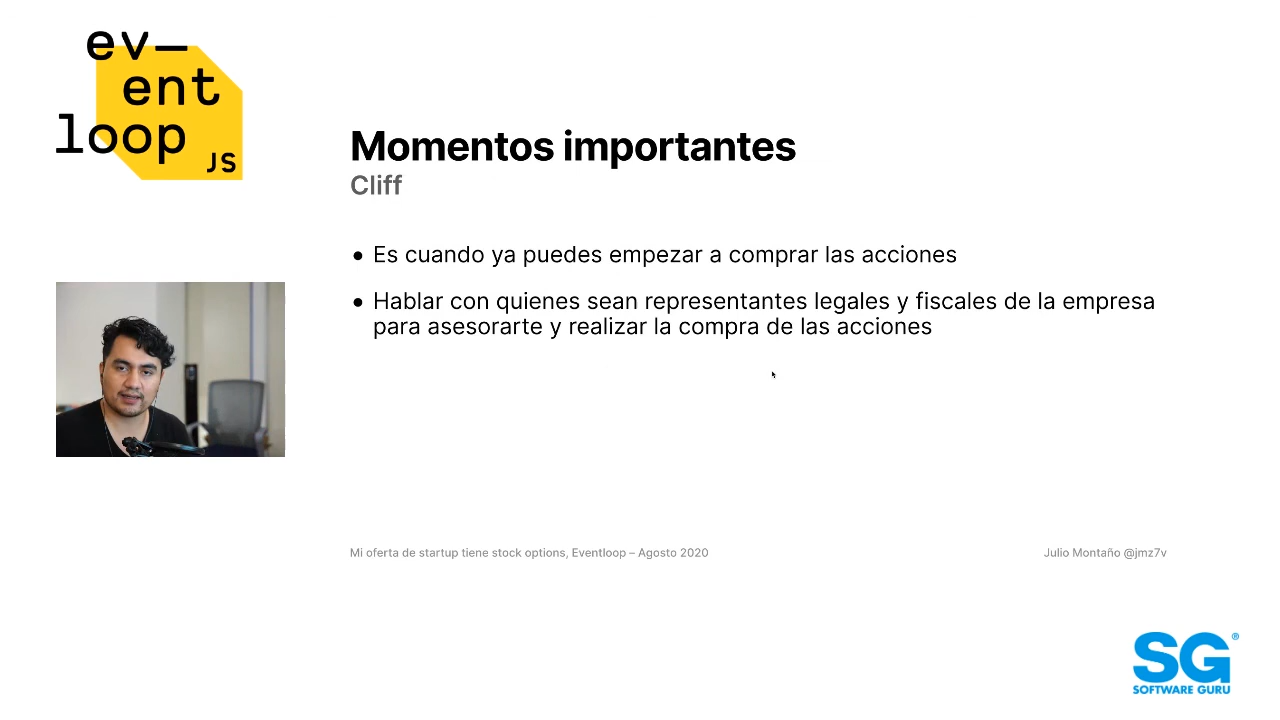 ev—
ent
loop
JS
Momentos importantes
Cliff
• Es cuando ya puedes empezar a comprar las acciones
• Hablar con quienes sean representantes legales y fiscales de la empresa
para asesorarte y realizar la compra de las acciones
Mi oferta de startup tiene stock options, Eventloop – Agosto 2020
Julio Montaño @jmz7v
SG®
SOFTWARE GURU